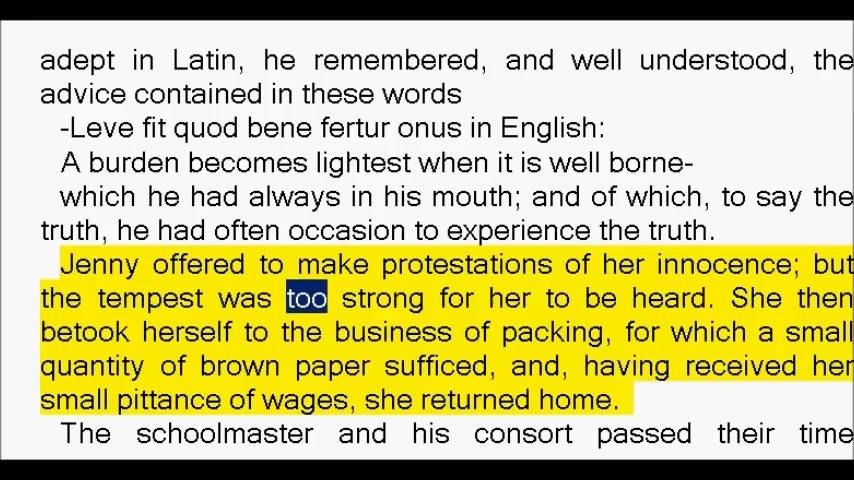 adept in Latin, he remembered, and well understood, the
advice contained in these words
-Leve fit quod bene fertur onus in English:
A burden becomes lightest when it is well borne-
which he had always in his mouth; and of which, to say the
truth, he had often occasion to experience the truth.
Jenny offered to make protestations of her innocence; but
the tempest was too strong for her to be heard. She then
betook herself to the business of packing, for which a small
quantity of brown paper sufficed, and, having received her
small pittance of wages, she returned home.
The schoolmaster and his consort passed their time